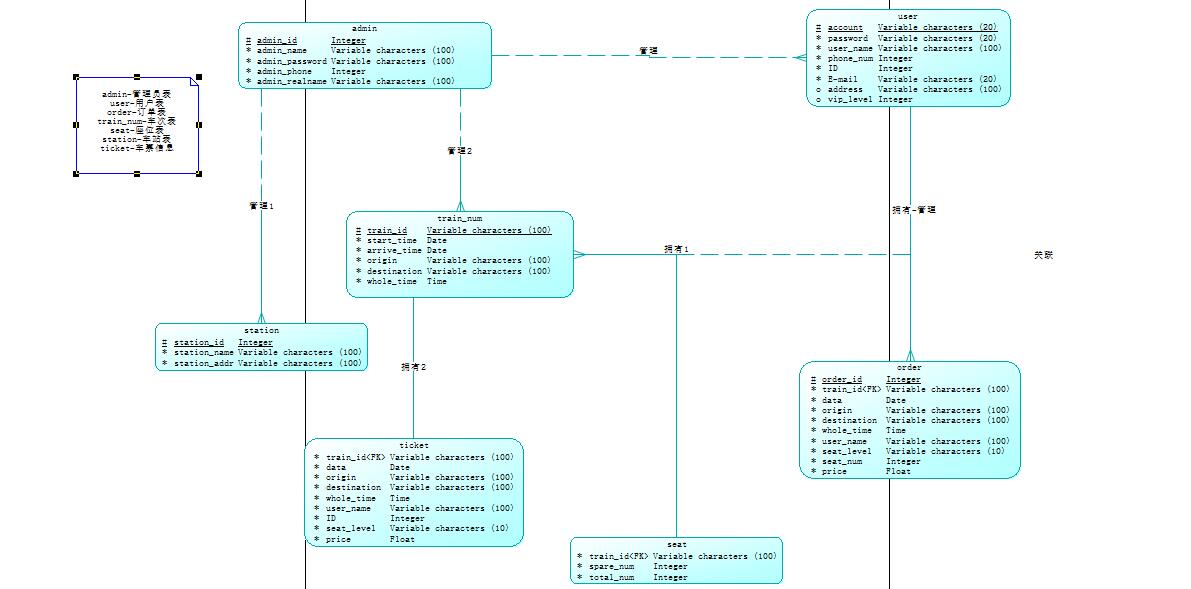 admin
# admin_id Integer
* admin_name Variable characters (100)
* admin_password Variable characters (100)
* admin_phone Integer
* admin_realname Variable characters (100)
管理
user
# account Variable characters (20)
* password Variable characters (20)
* user_name Variable characters (100)
* phone_num Integer
* ID Integer
* E-mail Variable characters (20)
o address Variable characters (100)
o vip_level Integer
admin-管理员表
user-用户表
order-订单表
train_num-车次表
seat-座位表
station-车站表
ticket-车票信息
管理2
管理1
拥有-管理
train_num
# train_id Variable characters (100)
* start_time Date
* arrive_time Date
* origin Variable characters (100)
* destination Variable characters (100)
* whole_time Time
拥有1
关联
station
# station_id Integer
* station_name Variable characters (100)
* station_addr Variable characters (100)
拥有2
order
# order_id Integer
* train_id<FK> Variable characters (100)
* data Date
* origin Variable characters (100)
* destination Variable characters (100)
* whole_time Time
* user_name Variable characters (100)
* seat_level Variable characters (10)
* seat_num Integer
* price Float
ticket
* train_id<FK> Variable characters (100)
* data Date
* origin Variable characters (100)
* destination Variable characters (100)
* whole_time Time
* user_name Variable characters (100)
* ID Integer
* seat_level Variable characters (10)
* price Float
seat
* train_id<FK> Variable characters (100)
* spare_num Integer
* total_num Integer